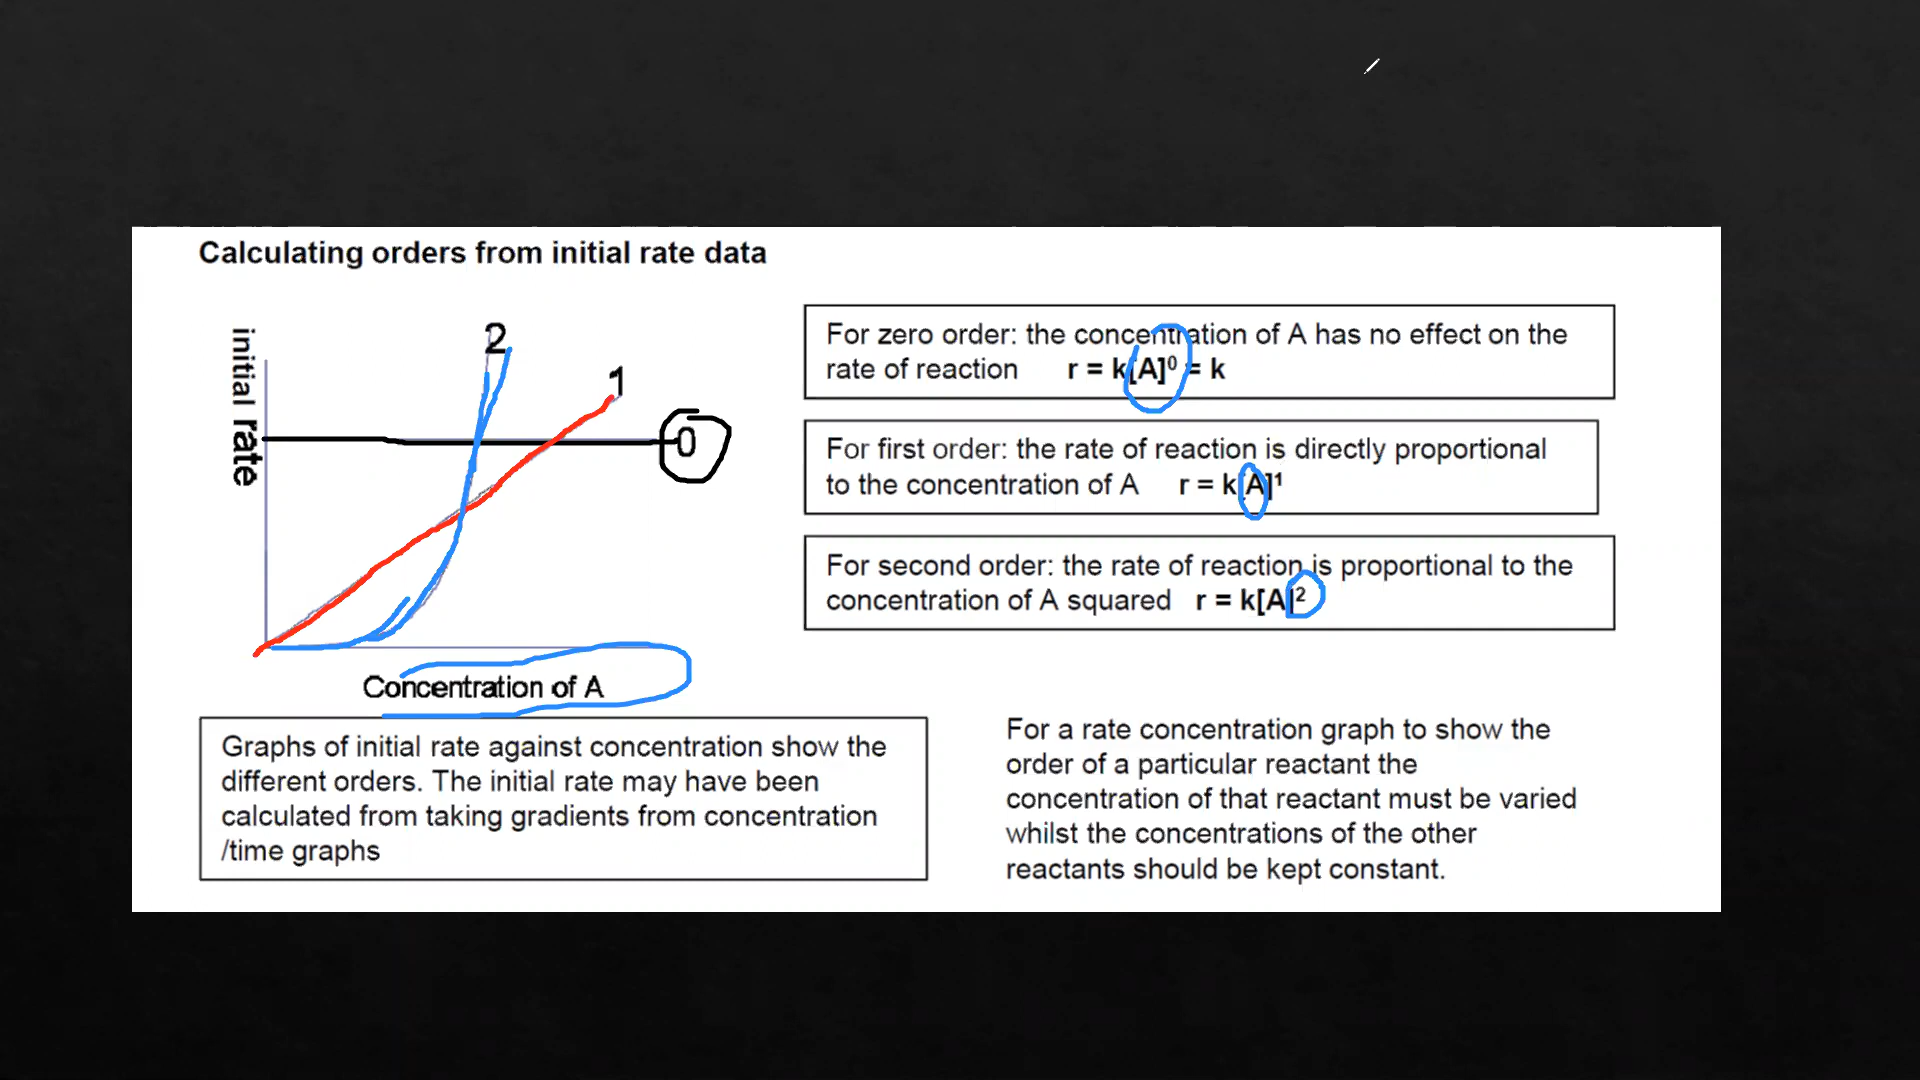 Calculating orders from initial rate data
initial rate
2
1
0
Concentration of A
For zero order: the concentration of A has no effect on the
rate of reaction r = k[A]⁰ = k
For first order: the rate of reaction is directly proportional
to the concentration of A r = k[A]¹
For second order: the rate of reaction is proportional to the
concentration of A squared r = k[A]²
Graphs of initial rate against concentration show the
different orders. The initial rate may have been
calculated from taking gradients from concentration
/time graphs
For a rate concentration graph to show the
order of a particular reactant the
concentration of that reactant must be varied
whilst the concentrations of the other
reactants should be kept constant.